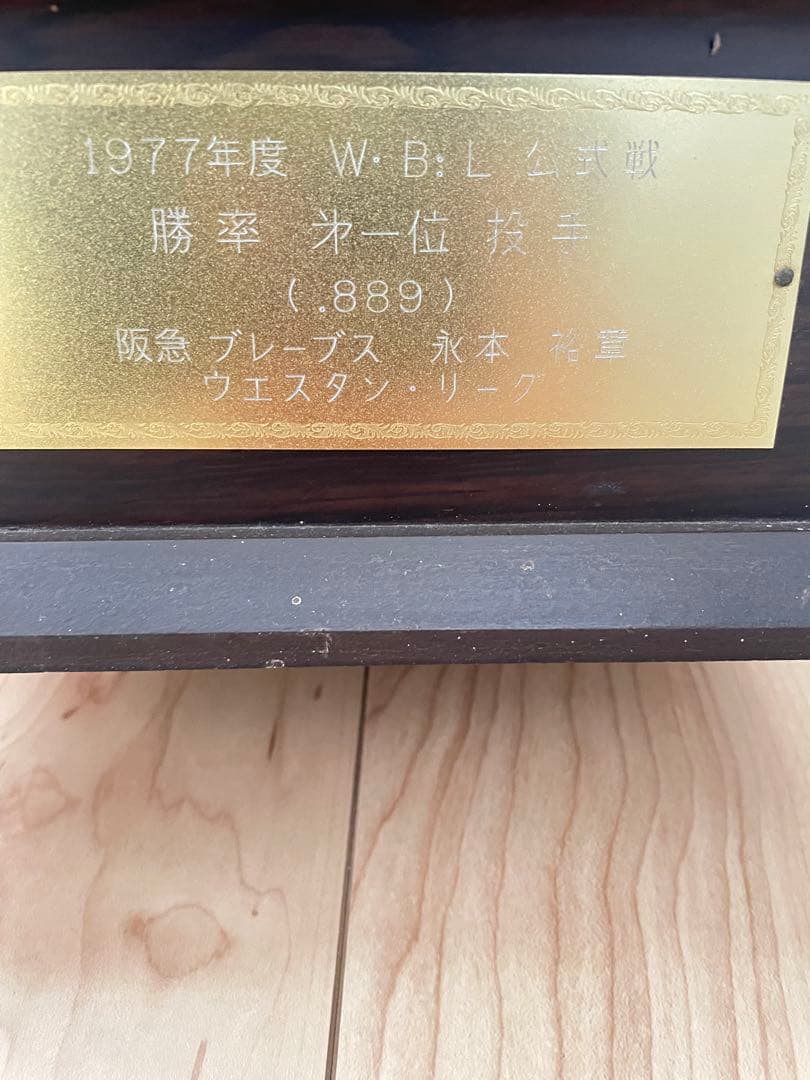 1977年度 W・B・L 公式戦
勝率 第一位 投手
(.889)
阪急 ブレーブス 永本 裕章
ウエスタン・リーグ